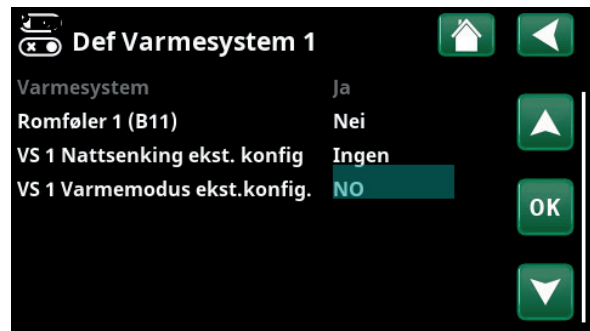 Def Varmesystem 1
Varmesystem Ja
Romføler 1 (B11) Nei
VS 1 Nattsenking ekst. konfig Ingen
VS 1 Varmemodus ekst.konfig. NO
OK